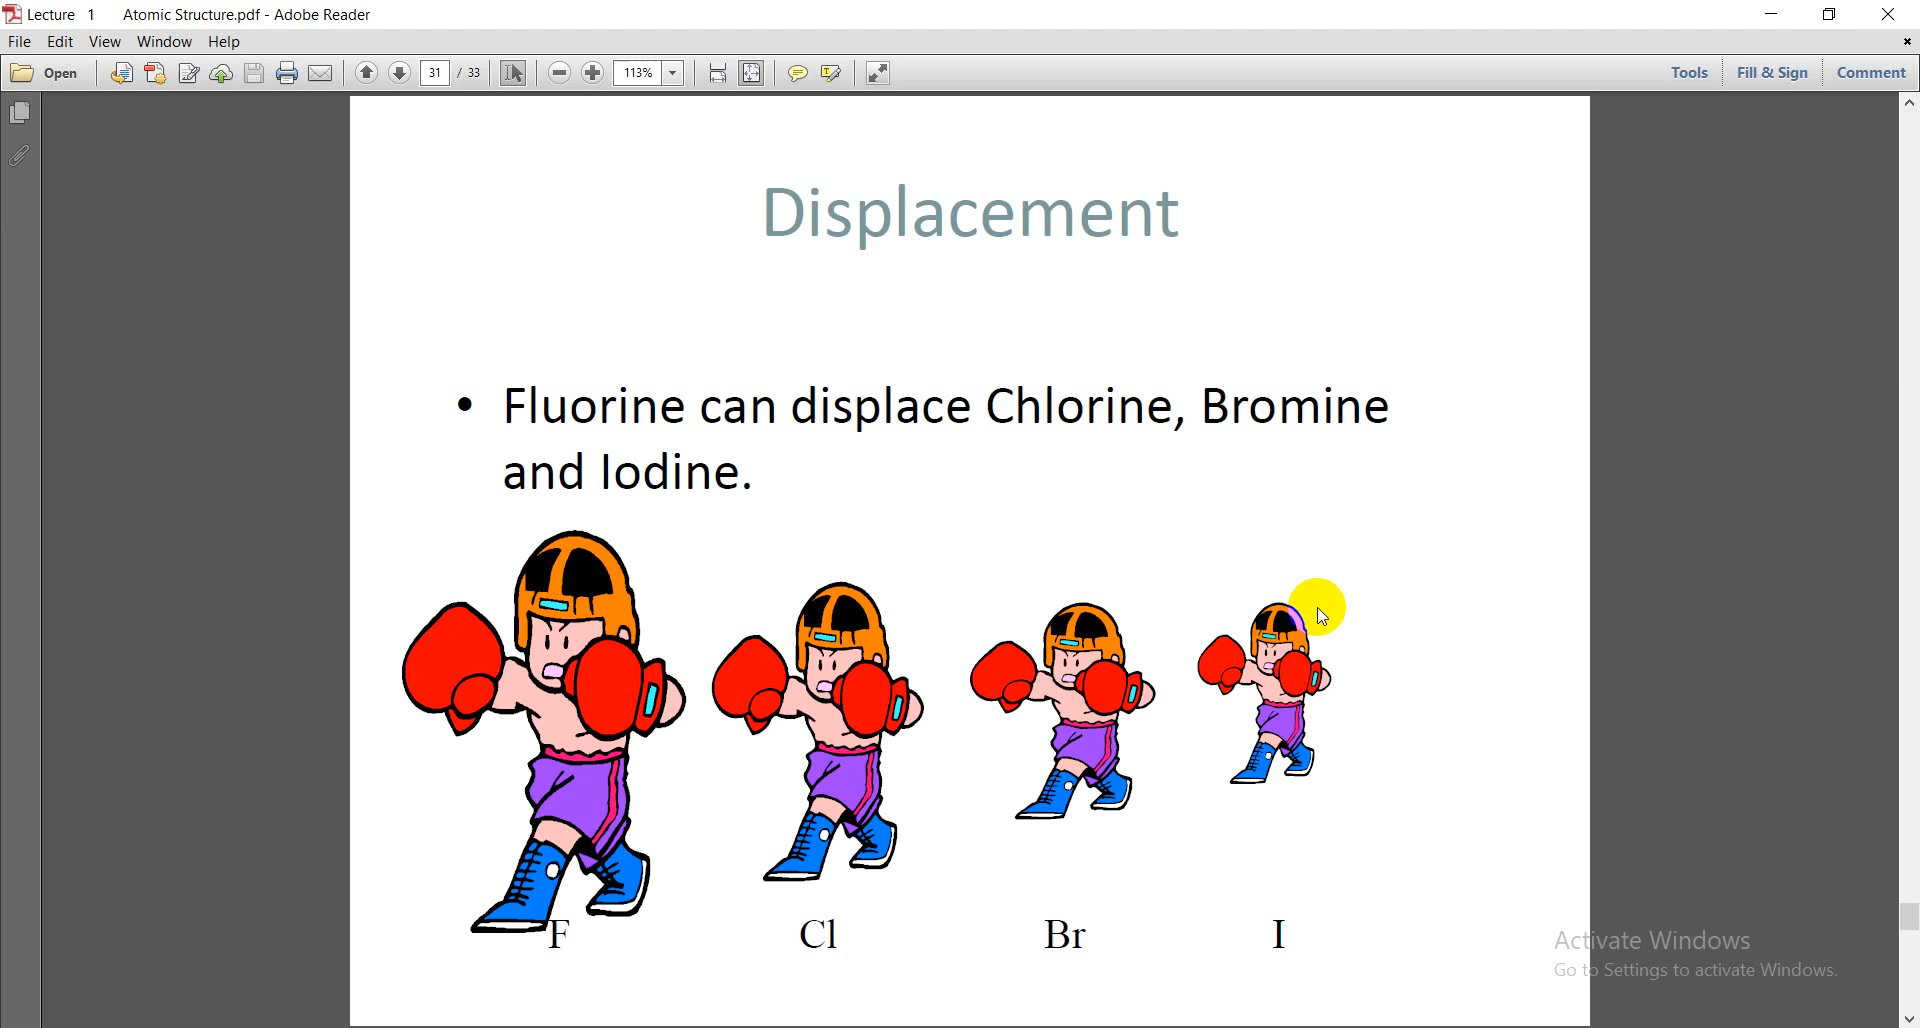 Lecture 1 Atomic Structure.pdf - Adobe Reader
File Edit View Window Help
Open 31 / 33 113% Tools Fill & Sign Comment
Displacement
• Fluorine can displace Chlorine, Bromine
and Iodine.
F Cl Br I
Activate Windows
Go to Settings to activate Windows.